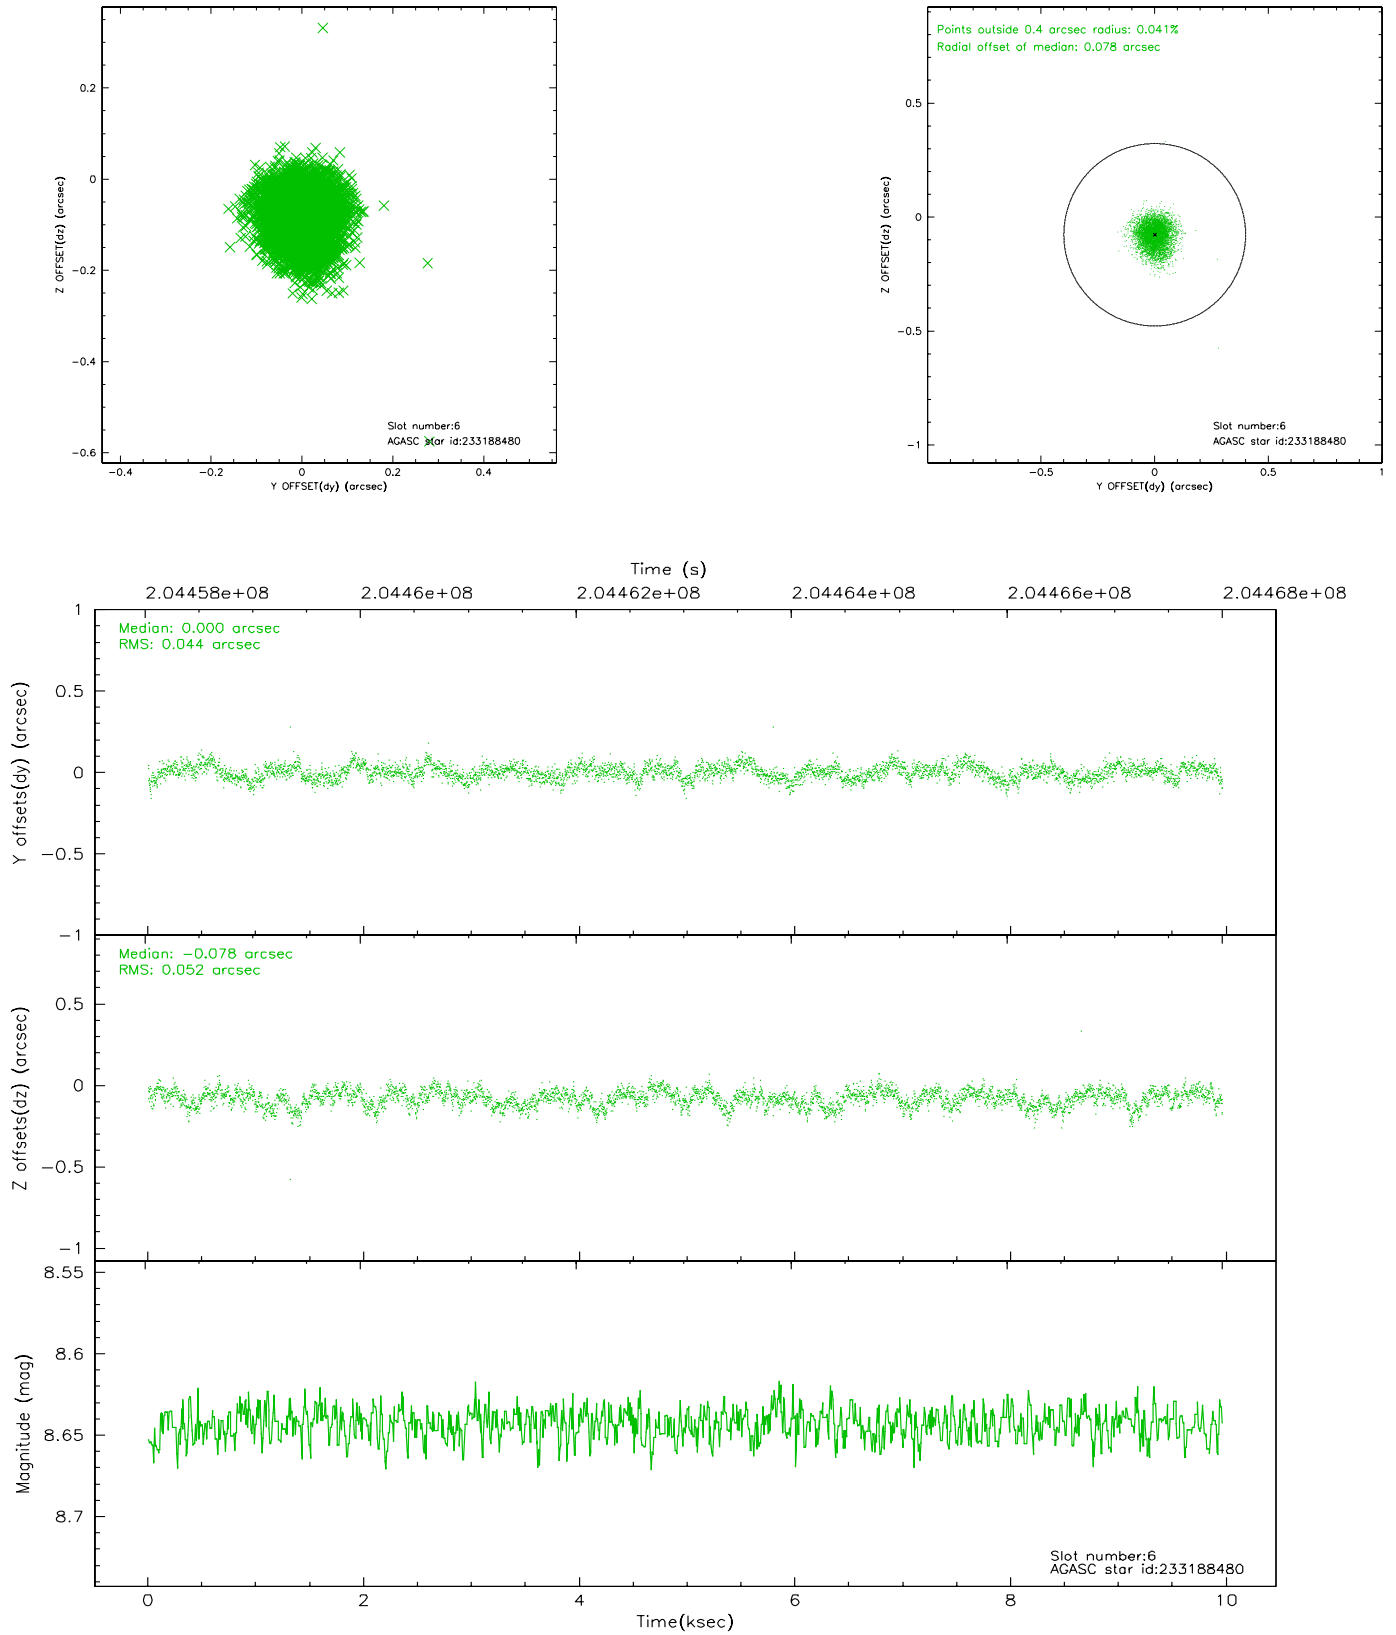 0.2
0
−0.2
−0.4
−0.6
Z OFFSET(dz) (arcsec)
Slot number:6
AGASC star id:233188480
−0.4 −0.2 0 0.2 0.4
Y OFFSET(dy) (arcsec)
Points outside 0.4 arcsec radius: 0.041%
Radial offset of median: 0.078 arcsec
0.5
0
−0.5
−1
Z OFFSET(dz) (arcsec)
Slot number:6
AGASC star id:233188480
−0.5 0 0.5 1
Y OFFSET(dy) (arcsec)
Time (s)
2.04458e+08 2.0446e+08 2.04462e+08 2.04464e+08 2.04466e+08 2.04468e+08
Median: 0.000 arcsec
RMS: 0.044 arcsec
1
0.5
0
−0.5
−1
Y offsets(dy) (arcsec)
Median: −0.078 arcsec
RMS: 0.052 arcsec
0.5
0
−0.5
−1
Z offsets(dz) (arcsec)
8.55
8.6
8.65
8.7
Magnitude (mag)
Slot number:6
AGASC star id:233188480
0 2 4 6 8 10
Time(ksec)